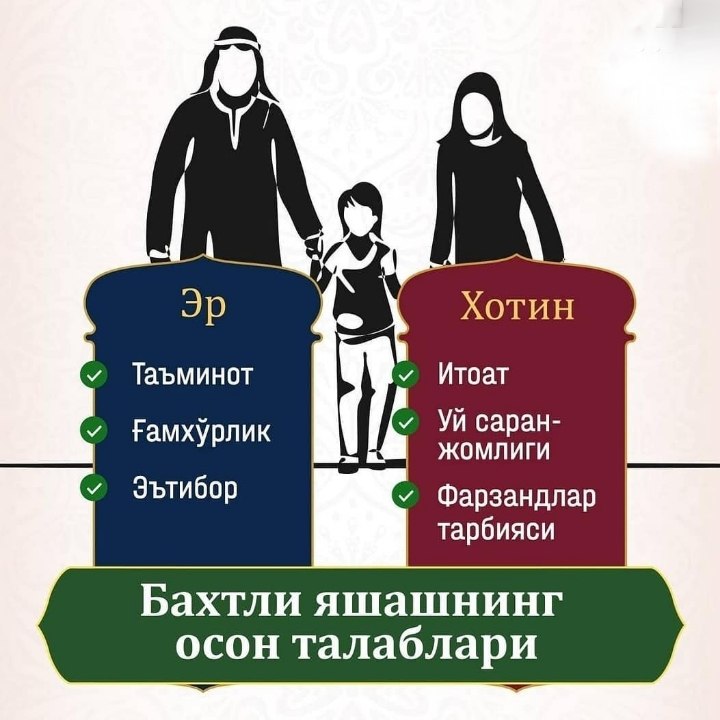 Эр
Таъминот
Ғамхўрлик
Эътибор
Хотин
Итоат
Уй саран-
жомлиги
Фарзандлар
тарбияси
Бахтли яшашнинг
осон талаблари